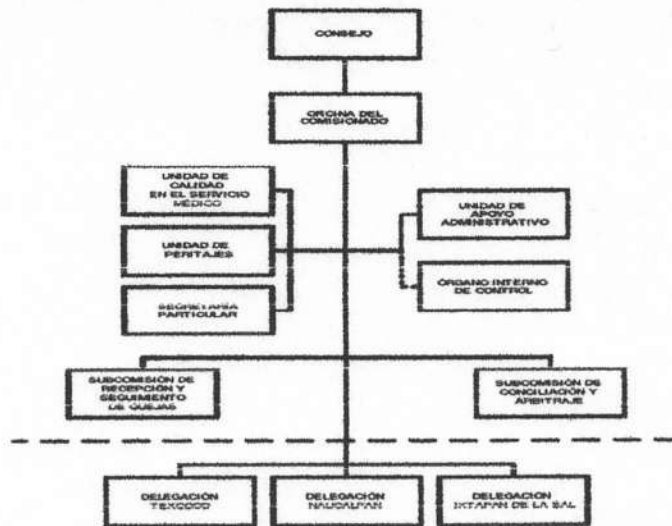 CONSEJO
OFICINA DEL
COMISIONADO
UNIDAD DE
CALIDAD
EN EL SERVICIO
MÉDICO
UNIDAD DE
APOYO
ADMINISTRATIVO
UNIDAD DE
PERITAJES
ÓRGANO INTERNO
DE CONTROL
SECRETARÍA
PARTICULAR
SUBCOMISIÓN DE
RECEPCIÓN Y
SEGUIMIENTO
DE QUEJAS
SUBCOMISIÓN DE
CONCILIACIÓN Y
ARBITRAJE
DELEGACIÓN
TEXCOCO
DELEGACIÓN
NAUCALPAN
DELEGACIÓN
IXTAPAN DE LA SAL